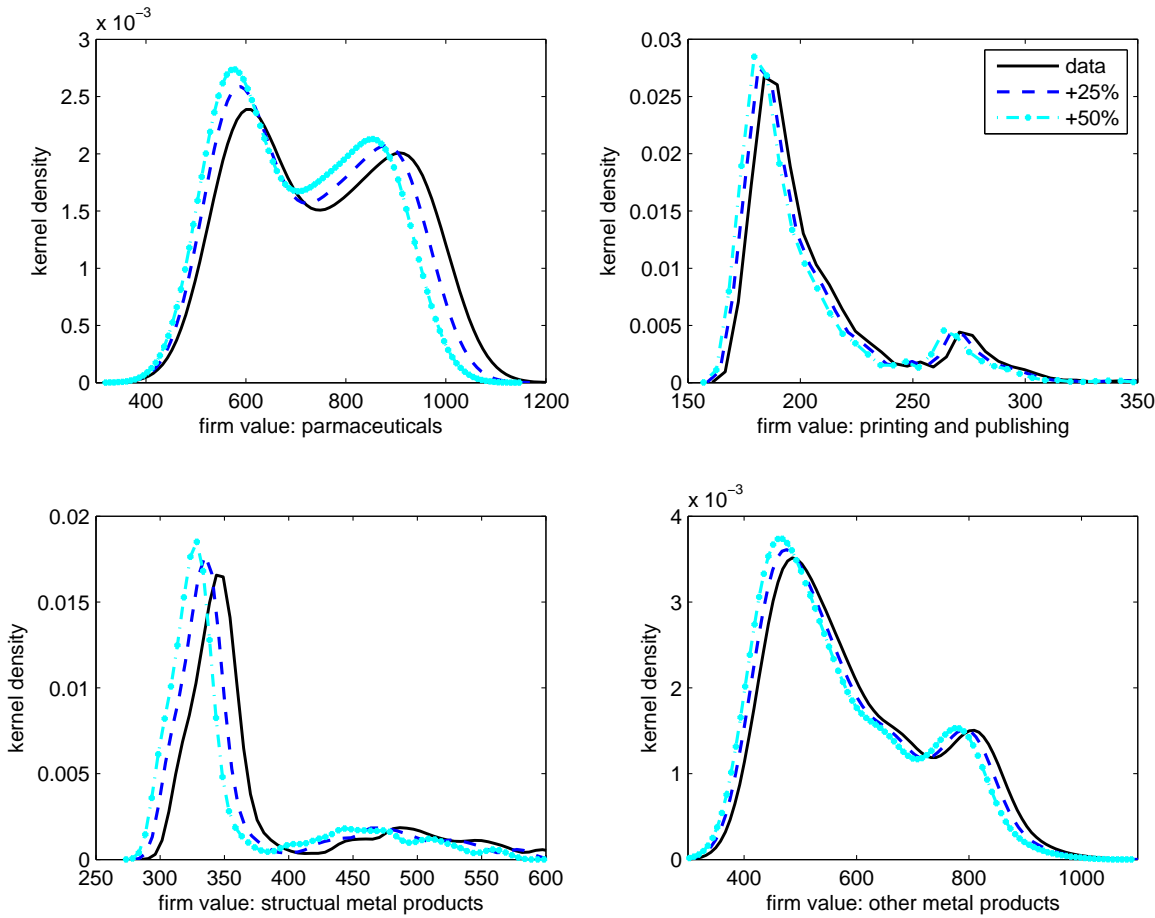 x 10⁻³
3
2.5
2
1.5
1
0.5
0
kernel density
400 600 800 1000 1200
firm value: parmaceuticals
0.03
0.025
0.02
0.015
0.01
0.005
0
kernel density
data
+25%
+50%
150 200 250 300 350
firm value: printing and publishing
0.02
0.015
0.01
0.005
0
kernel density
250 300 350 400 450 500 550 600
firm value: structual metal products
x 10⁻³
4
3
2
1
0
kernel density
400 600 800 1000
firm value: other metal products